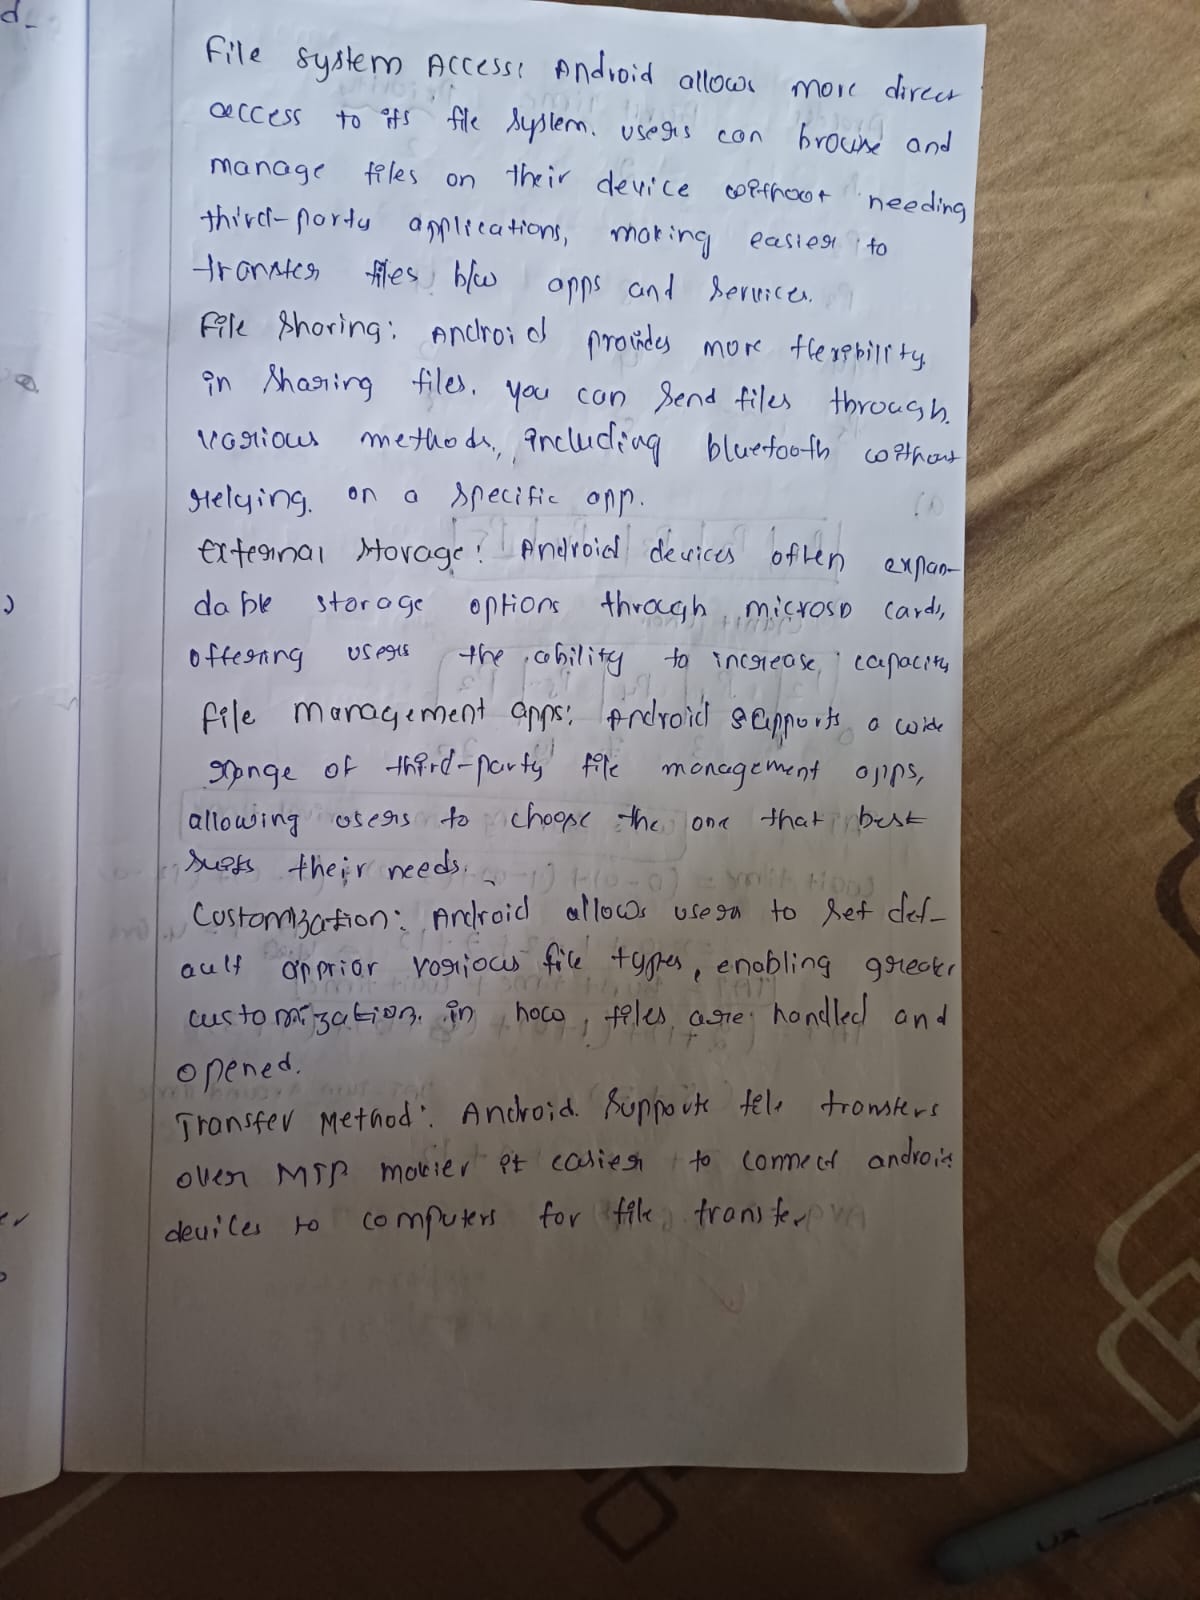 File System Access: Android allows more direct
access to its file system. users can browse and
manage files on their device without needing
third-party applications, making easier to
transfer files b/w apps and services.
File Sharing: Android provides more flexibility
in sharing files. you can send files through
various methods, including bluetooth without
relying on a specific app.
External Storage: Android devices often expan-
dable storage options through microSD cards,
offering users the ability to increase capacity
File management apps: Android supports a wide
range of third-party file management apps,
allowing users to choose the one that best
suits their needs.
Customization: Android allows users to set def-
ault various file types, enabling greater
customization in how files are handled and
opened.
Transfer Method: Android Supports file transfers
over MTP it easier to connect android
devices to computers for file transfer